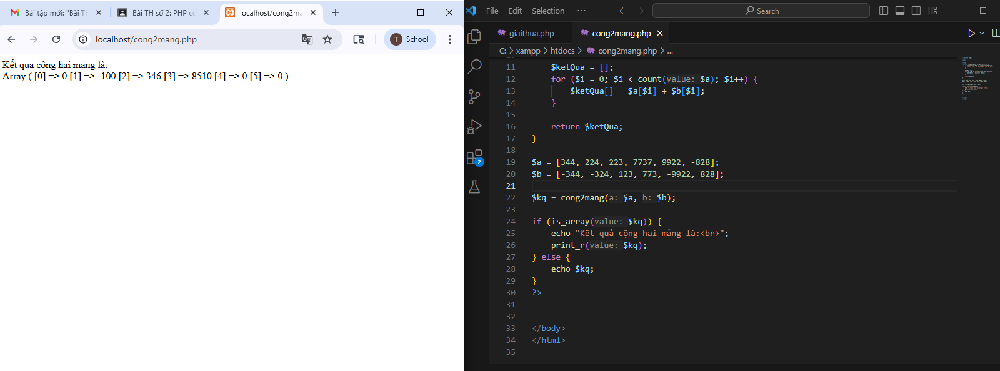 Bài tập mới: "Bài TH
Bài TH số 2: PHP cơ
localhost/cong2ma
localhost/cong2mang.php
T
School
Kết quả cộng hai mảng là:
Array ( [0] => 0 [1] => -100 [2] => 346 [3] => 8510 [4] => 0 [5] => 0 )
File Edit Selection ···
Search
giaithua.php
cong2mang.php
C: > xampp > htdocs > cong2mang.php > ...
2
11 $ketQua = [];
12 for ($i = 0; $i < count(value: $a); $i++) {
13 $ketQua[] = $a[$i] + $b[$i];
14 }
15
16 return $ketQua;
17 }
18
19 $a = [344, 224, 223, 7737, 9922, -828];
20 $b = [-344, -324, 123, 773, -9922, 828];
21
22 $kq = cong2mang(a: $a, b: $b);
23
24 if (is_array(value: $kq)) {
25 echo "Kết quả cộng hai mảng là:<br>";
26 print_r(value: $kq);
27 } else {
28 echo $kq;
29 }
30 ?>
31
32
33 </body>
34 </html>
35